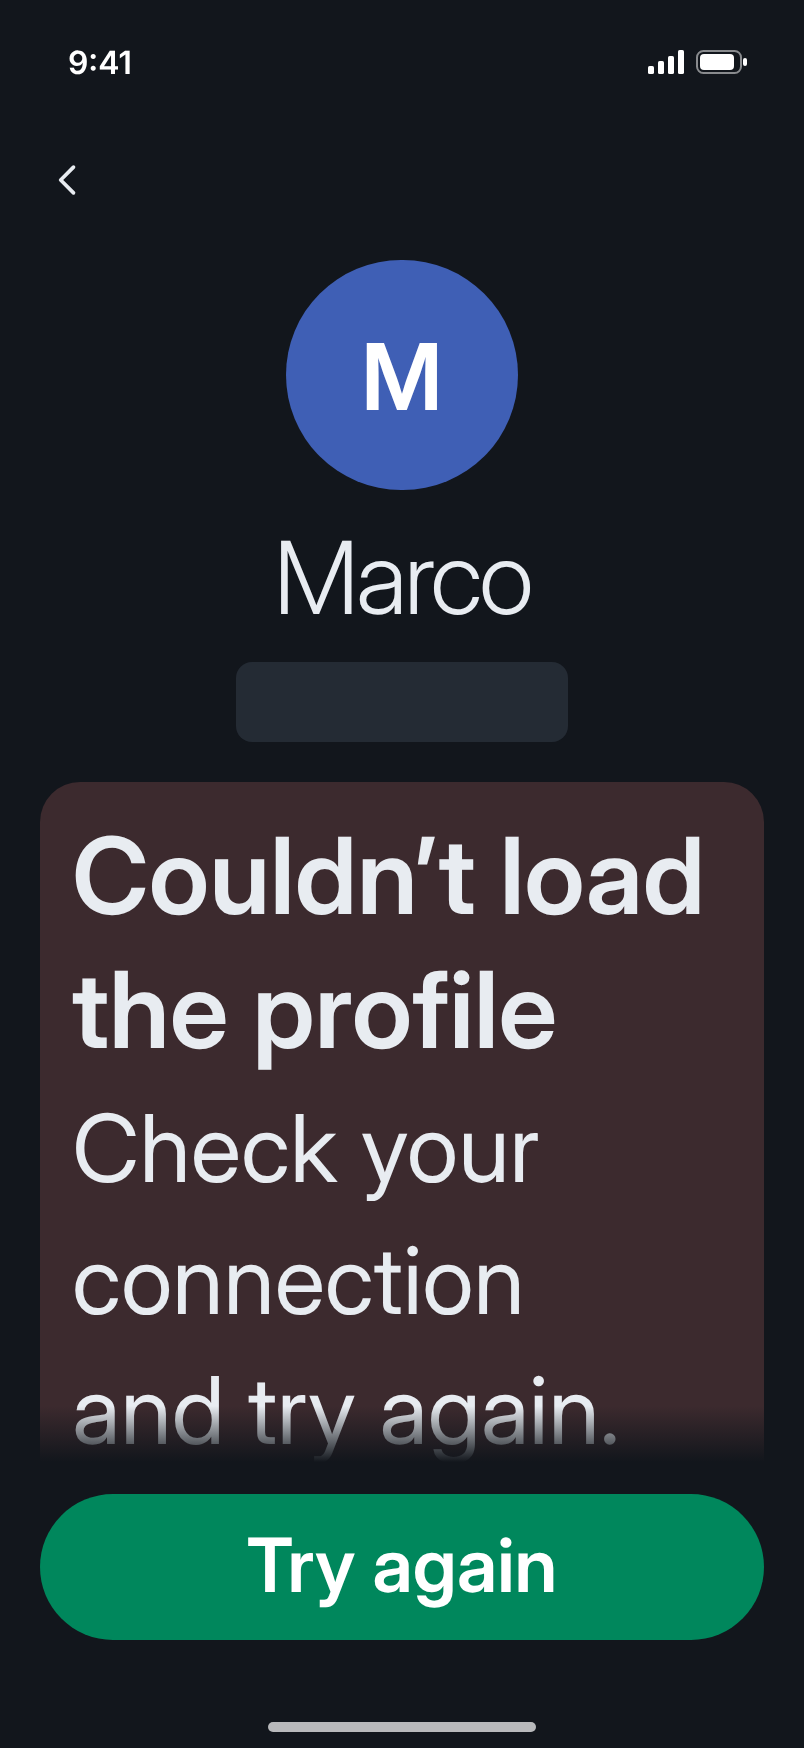 9:41
M
Marco
Couldn’t load
the profile
Check your
connection
and try again.
Try again